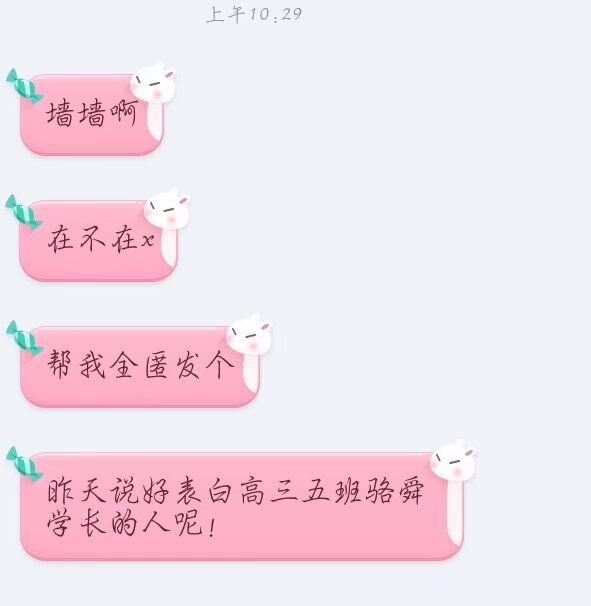 上午10:29
墙墙啊
在不在x
帮我全匿发个
昨天说好表白高三五班骆舜
学长的人呢!